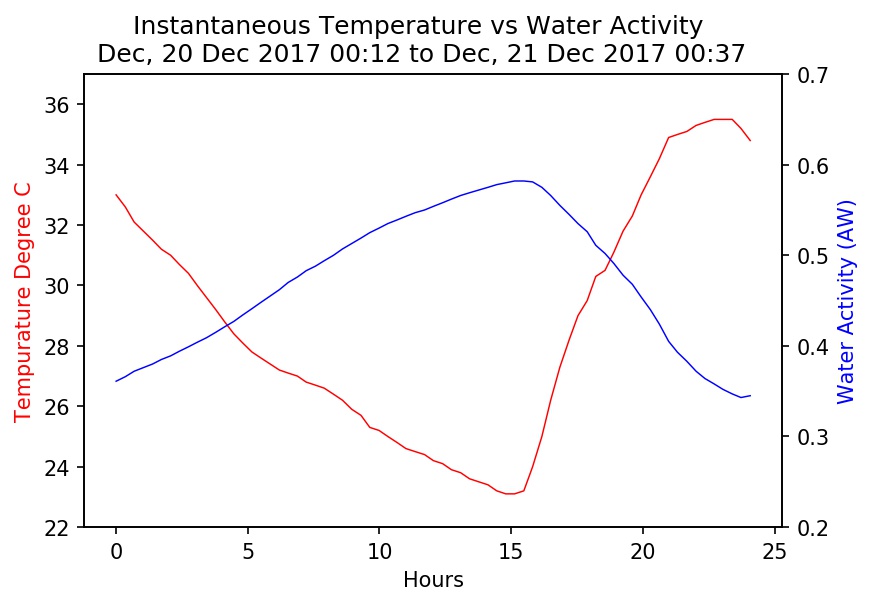 Instantaneous Temperature vs Water Activity
Dec, 20 Dec 2017 00:12 to Dec, 21 Dec 2017 00:37
Tempurature Degree C
36
34
32
30
28
26
24
22
0.7
0.6
0.5
0.4
0.3
0.2
Water Activity (AW)
0 5 10 15 20 25
Hours